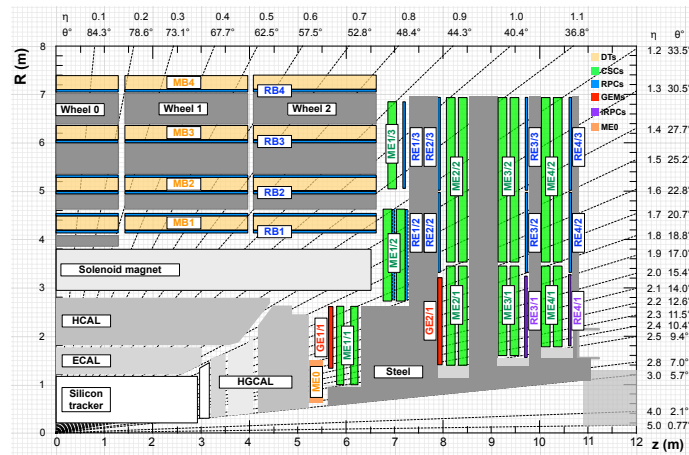 η 0.1 0.2 0.3 0.4 0.5 0.6 0.7 0.8 0.9 1.0 1.1 η θ°
θ° 84.3° 78.6° 73.1° 67.7° 62.5° 57.5° 52.8° 48.4° 44.3° 40.4° 36.8°
R (m)
8
7
6
5
4
3
2
1
0
1.2 33.5°
1.3 30.5°
1.4 27.7°
1.5 25.2°
1.6 22.8°
1.7 20.7°
1.8 18.8°
1.9 17.0°
2.0 15.4°
2.1 14.0°
2.2 12.6°
2.3 11.5°
2.4 10.4°
2.5 9.4°
2.8 7.0°
3.0 5.7°
4.0 2.1°
5.0 0.77°
DTs
CSCs
RPCs
GEMs
iRPCs
ME0
MB4
RB4
Wheel 0
Wheel 1
Wheel 2
MB3
RB3
MB2
RB2
MB1
RB1
Solenoid magnet
HCAL
ECAL
Silicon
tracker
HGCAL
Steel
ME0
GE1/1
ME1/1
ME1/2
ME1/3
RE1/3
RE2/3
RE1/2
RE2/2
GE2/1
ME2/2
ME2/1
ME3/2
ME3/1
RE3/3
RE3/2
RE3/1
ME4/2
ME4/1
RE4/3
RE4/2
RE4/1
0 1 2 3 4 5 6 7 8 9 10 11 12
z (m)